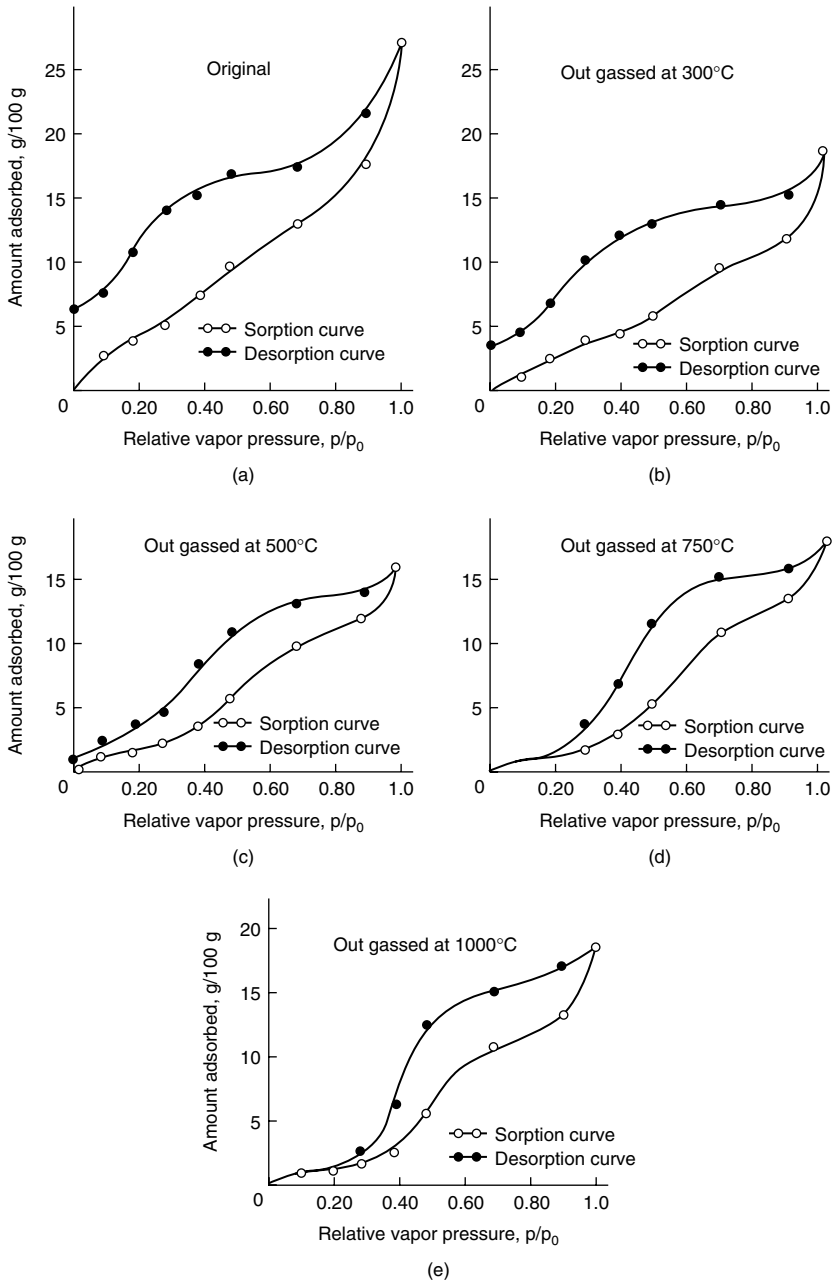 Original
Amount adsorbed, g/100 g
25
20
15
10
5
0
0.20
0.40
0.60
0.80
1.0
Sorption curve
Desorption curve
Relative vapor pressure, p/p0
(a)
Out gassed at 300°C
25
20
15
10
5
0
0.20
0.40
0.60
0.80
1.0
Sorption curve
Desorption curve
Relative vapor pressure, p/p0
(b)
Out gassed at 500°C
Amount adsorbed, g/100 g
15
10
5
0
0.20
0.40
0.60
0.80
1.0
Sorption curve
Desorption curve
Relative vapor pressure, p/p0
(c)
Out gassed at 750°C
15
10
5
0
0.20
0.40
0.60
0.80
1.0
Sorption curve
Desorption curve
Relative vapor pressure, p/p0
(d)
Out gassed at 1000°C
Amount adsorbed, g/100 g
20
15
10
5
0
0.20
0.40
0.60
0.80
1.0
Sorption curve
Desorption curve
Relative vapor pressure, p/p0
(e)